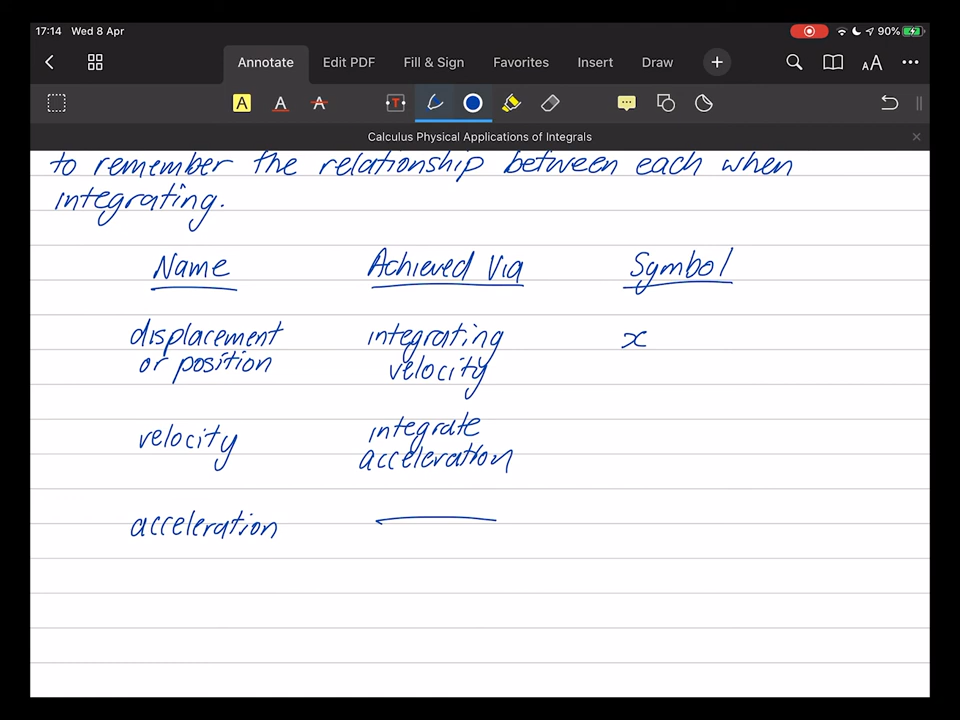 17:14 Wed 8 Apr 90%
Annotate Edit PDF Fill & Sign Favorites Insert Draw
AA
A A A T
Calculus Physical Applications of Integrals
to remember the relationship between each when
integrating.
Name Achieved Via Symbol
displacement integrating x
or position velocity
velocity integrate
acceleration
acceleration